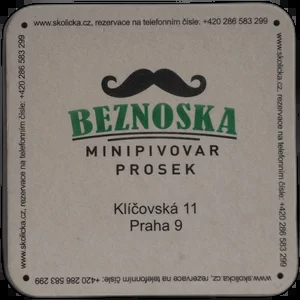 www.skolicka.cz, rezervace na telefonním čísle: +420 286 583 299
BEZNOSKA
MINIPIVOVAR
PROSEK
Klíčovská 11
Praha 9
www.skolicka.cz, rezervace na telefonním čísle: +420 286 583 299
www.skolicka.cz, rezervace na telefonním čísle: +420 286 583 299
www.skolicka.cz, rezervace na telefonním čísle: +420 286 583 299